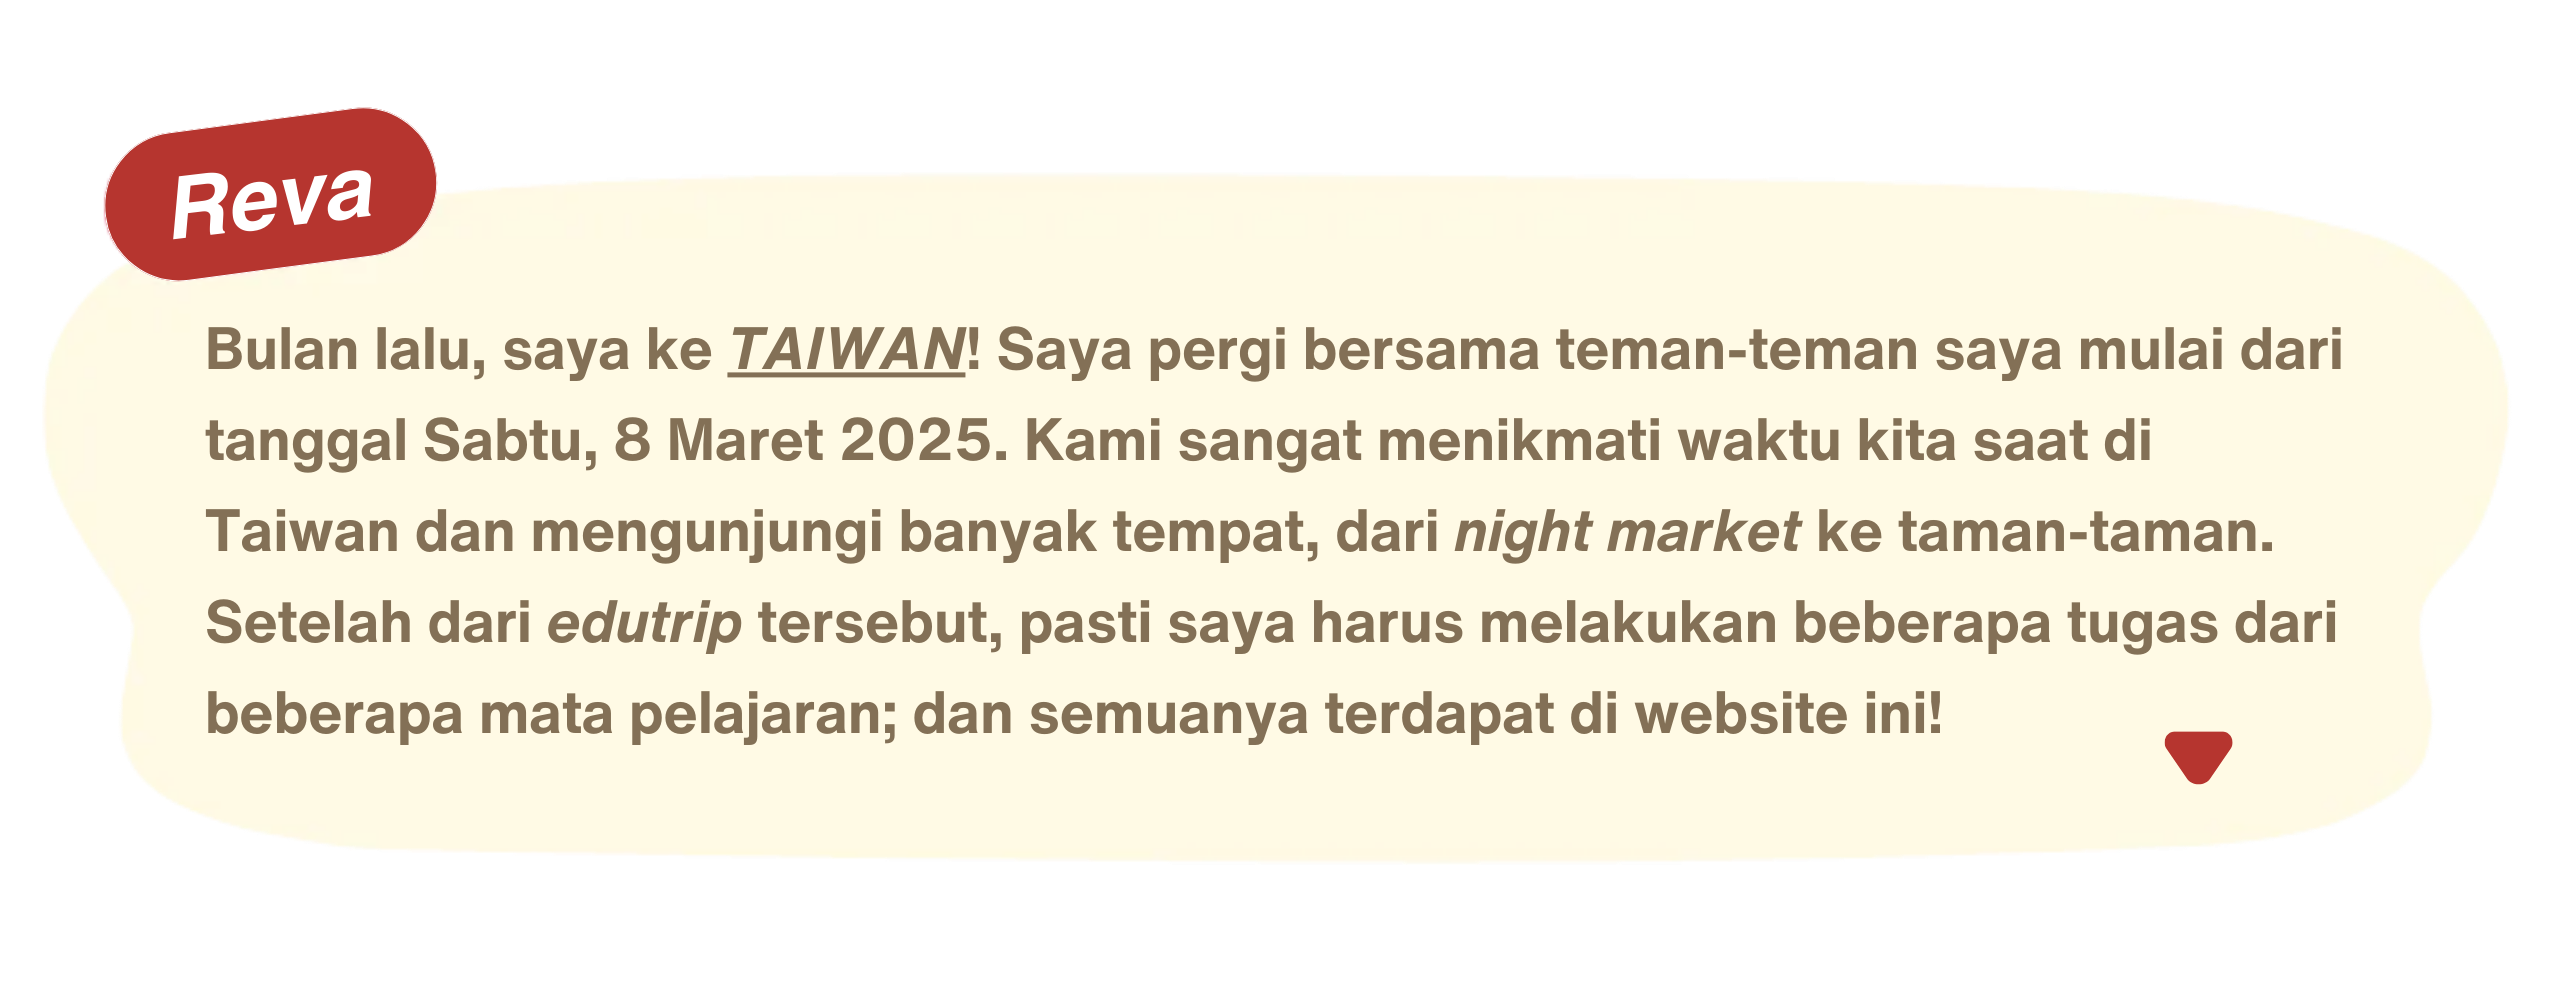 Reva
Bulan lalu, saya ke TAIWAN! Saya pergi bersama teman-teman saya mulai dari
tanggal Sabtu, 8 Maret 2025. Kami sangat menikmati waktu kita saat di
Taiwan dan mengunjungi banyak tempat, dari night market ke taman-taman.
Setelah dari edutrip tersebut, pasti saya harus melakukan beberapa tugas dari
beberapa mata pelajaran; dan semuanya terdapat di website ini!